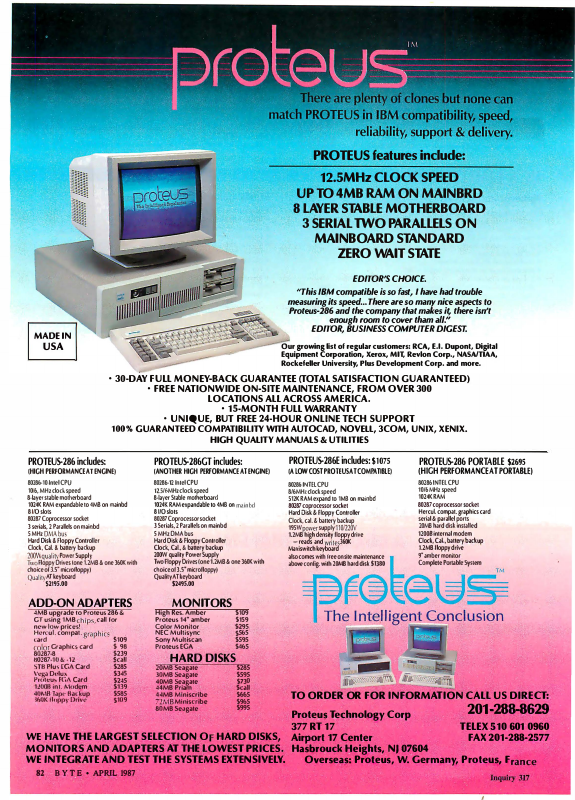 proteus™
There are plenty of clones but none can
match PROTEUS in IBM compatibility, speed,
reliability, support & delivery.
PROTEUS features include:
12.5MHz CLOCK SPEED
UP TO 4MB RAM ON MAINBRD
8 LAYER STABLE MOTHERBOARD
3 SERIAL TWO PARALLELS ON
MAINBOARD STANDARD
ZERO WAIT STATE
proteus
The Intelligent Conclusion
EDITOR'S CHOICE.
"This IBM compatible is so fast, I have had trouble
measuring its speed...There are so many nice aspects to
Proteus-286 and the company that makes it, there isn't
enough room to cover tham all."
EDITOR, BUSINESS COMPUTER DIGEST.
MADE IN
USA
Our growing list of regular customers: RCA, E.I. Dupont, Digital
Equipment Corporation, Xerox, MIT, Revlon Corp., NASA/TIAA,
Rockefeller University, Plus Development Corp. and more.
• 30-DAY FULL MONEY-BACK GUARANTEE (TOTAL SATISFACTION GUARANTEED)
• FREE NATIONWIDE ON-SITE MAINTENANCE, FROM OVER 300
LOCATIONS ALL ACROSS AMERICA.
• 15-MONTH FULL WARRANTY
• UNIQUE, BUT FREE 24-HOUR ONLINE TECH SUPPORT
100% GUARANTEED COMPATIBILITY WITH AUTOCAD, NOVELL, 3COM, UNIX, XENIX.
HIGH QUALITY MANUALS & UTILITIES
PROTEUS-286 includes:
(HIGH PERFORMANCE AT ENGINE)
80286-10 Intel CPU
10/6, MHz clock speed
8-layer stable motherboard
1024K RAM expandable to 4MB on mainbd
8 I/O slots
80287 Coprocessor socket
3 serials, 2 Parallels on mainbd
5 MHz DMA bus
Hard Disk & Floppy Controller
Clock, Cal. & battery backup
200W quality Power Supply
Two Floppy Drives (one 1.2MB & one 360K with
choice of 3.5" microfloppy)
Quality AT keyboard
$2195.00
PROTEUS-286GT includes:
(ANOTHER HIGH PERFORMANCE AT ENGINE)
80286-12 Intel CPU
12.5/6MHz clock speed
8-layer Stable motherboard
1024K RAM expandable to 4MB on mainbd
8 I/O slots
80287 Coprocessor socket
3 Serials, 2 Parallels on mainbd
5 MHz DMA bus
Hard Disk & Floppy Controller
Clock, Cal. & battery backup
200W quality Power Supply
Two Floppy Drives (one 1.2MB & one 360K with
choice of 3.5" microfloppy)
Quality AT keyboard
$2495.00
PROTEUS-286E includes: $1075
(A LOW COST PROTEUS AT COMPATIBLE)
80286 INTEL CPU
8/6MHz clock speed
512K RAM expand to 1MB on mainbd
80287 coprocessor socket
Hard Disk & Floppy Controller
Clock, cal. & battery backup
195W power supply 110/220V
1.2MB high density floppy drive
– reads and writes 360K
Maxiswitch keyboard
also comes with free onsite maintenance
above config. with 20MB hard disk $1380
PROTEUS-286 PORTABLE $2695
(HIGH PERFORMANCE AT PORTABLE)
80286 INTEL CPU
10/6 MHz speed
1024K RAM
80287 coprocessor socket
Hercul. compat. graphics card
serial & parallel ports
20MB hard disk installed
1200B internal modem
Clock, Cal., battery backup
1.2MB floppy drive
9" amber monitor
Complete Portable System
ADD-ON ADAPTERS
4MB upgrade to Proteus 286 &
GT using 1MB chips, call for
new low-prices!
Hercul. compat. graphics
card $109
color Graphics card $ 98
80287-8 $239
80287-10 & -12 $call
STB Plus EGA Card $285
Vega Delux $345
Proteus EGA Card $245
1200B int. Modem $139
40MB Tape Backup $585
360K floppy Drive $109
MONITORS
High Res. Amber $109
Proteus 14" amber $159
Color Monitor $295
NEC Multisync $565
Sony Multiscan $595
Proteus EGA $465
HARD DISKS
20MB Seagate $285
30MB Seagate $595
40MB Seagate $739
44MB Priam $call
44MB Miniscribe $665
72MB Miniscribe $965
80MB Seagate $995
proteus™
The Intelligent Conclusion
TO ORDER OR FOR INFORMATION CALL US DIRECT:
201-288-8629
Proteus Technology Corp
377 RT 17
Airport 17 Center
Hasbrouck Heights, NJ 07604
TELEX 510 601 0960
FAX 201-288-2577
Overseas: Proteus, W. Germany, Proteus, France
WE HAVE THE LARGEST SELECTION OF HARD DISKS,
MONITORS AND ADAPTERS AT THE LOWEST PRICES.
WE INTEGRATE AND TEST THE SYSTEMS EXTENSIVELY.
82 BYTE • APRIL 1987
Inquiry 317